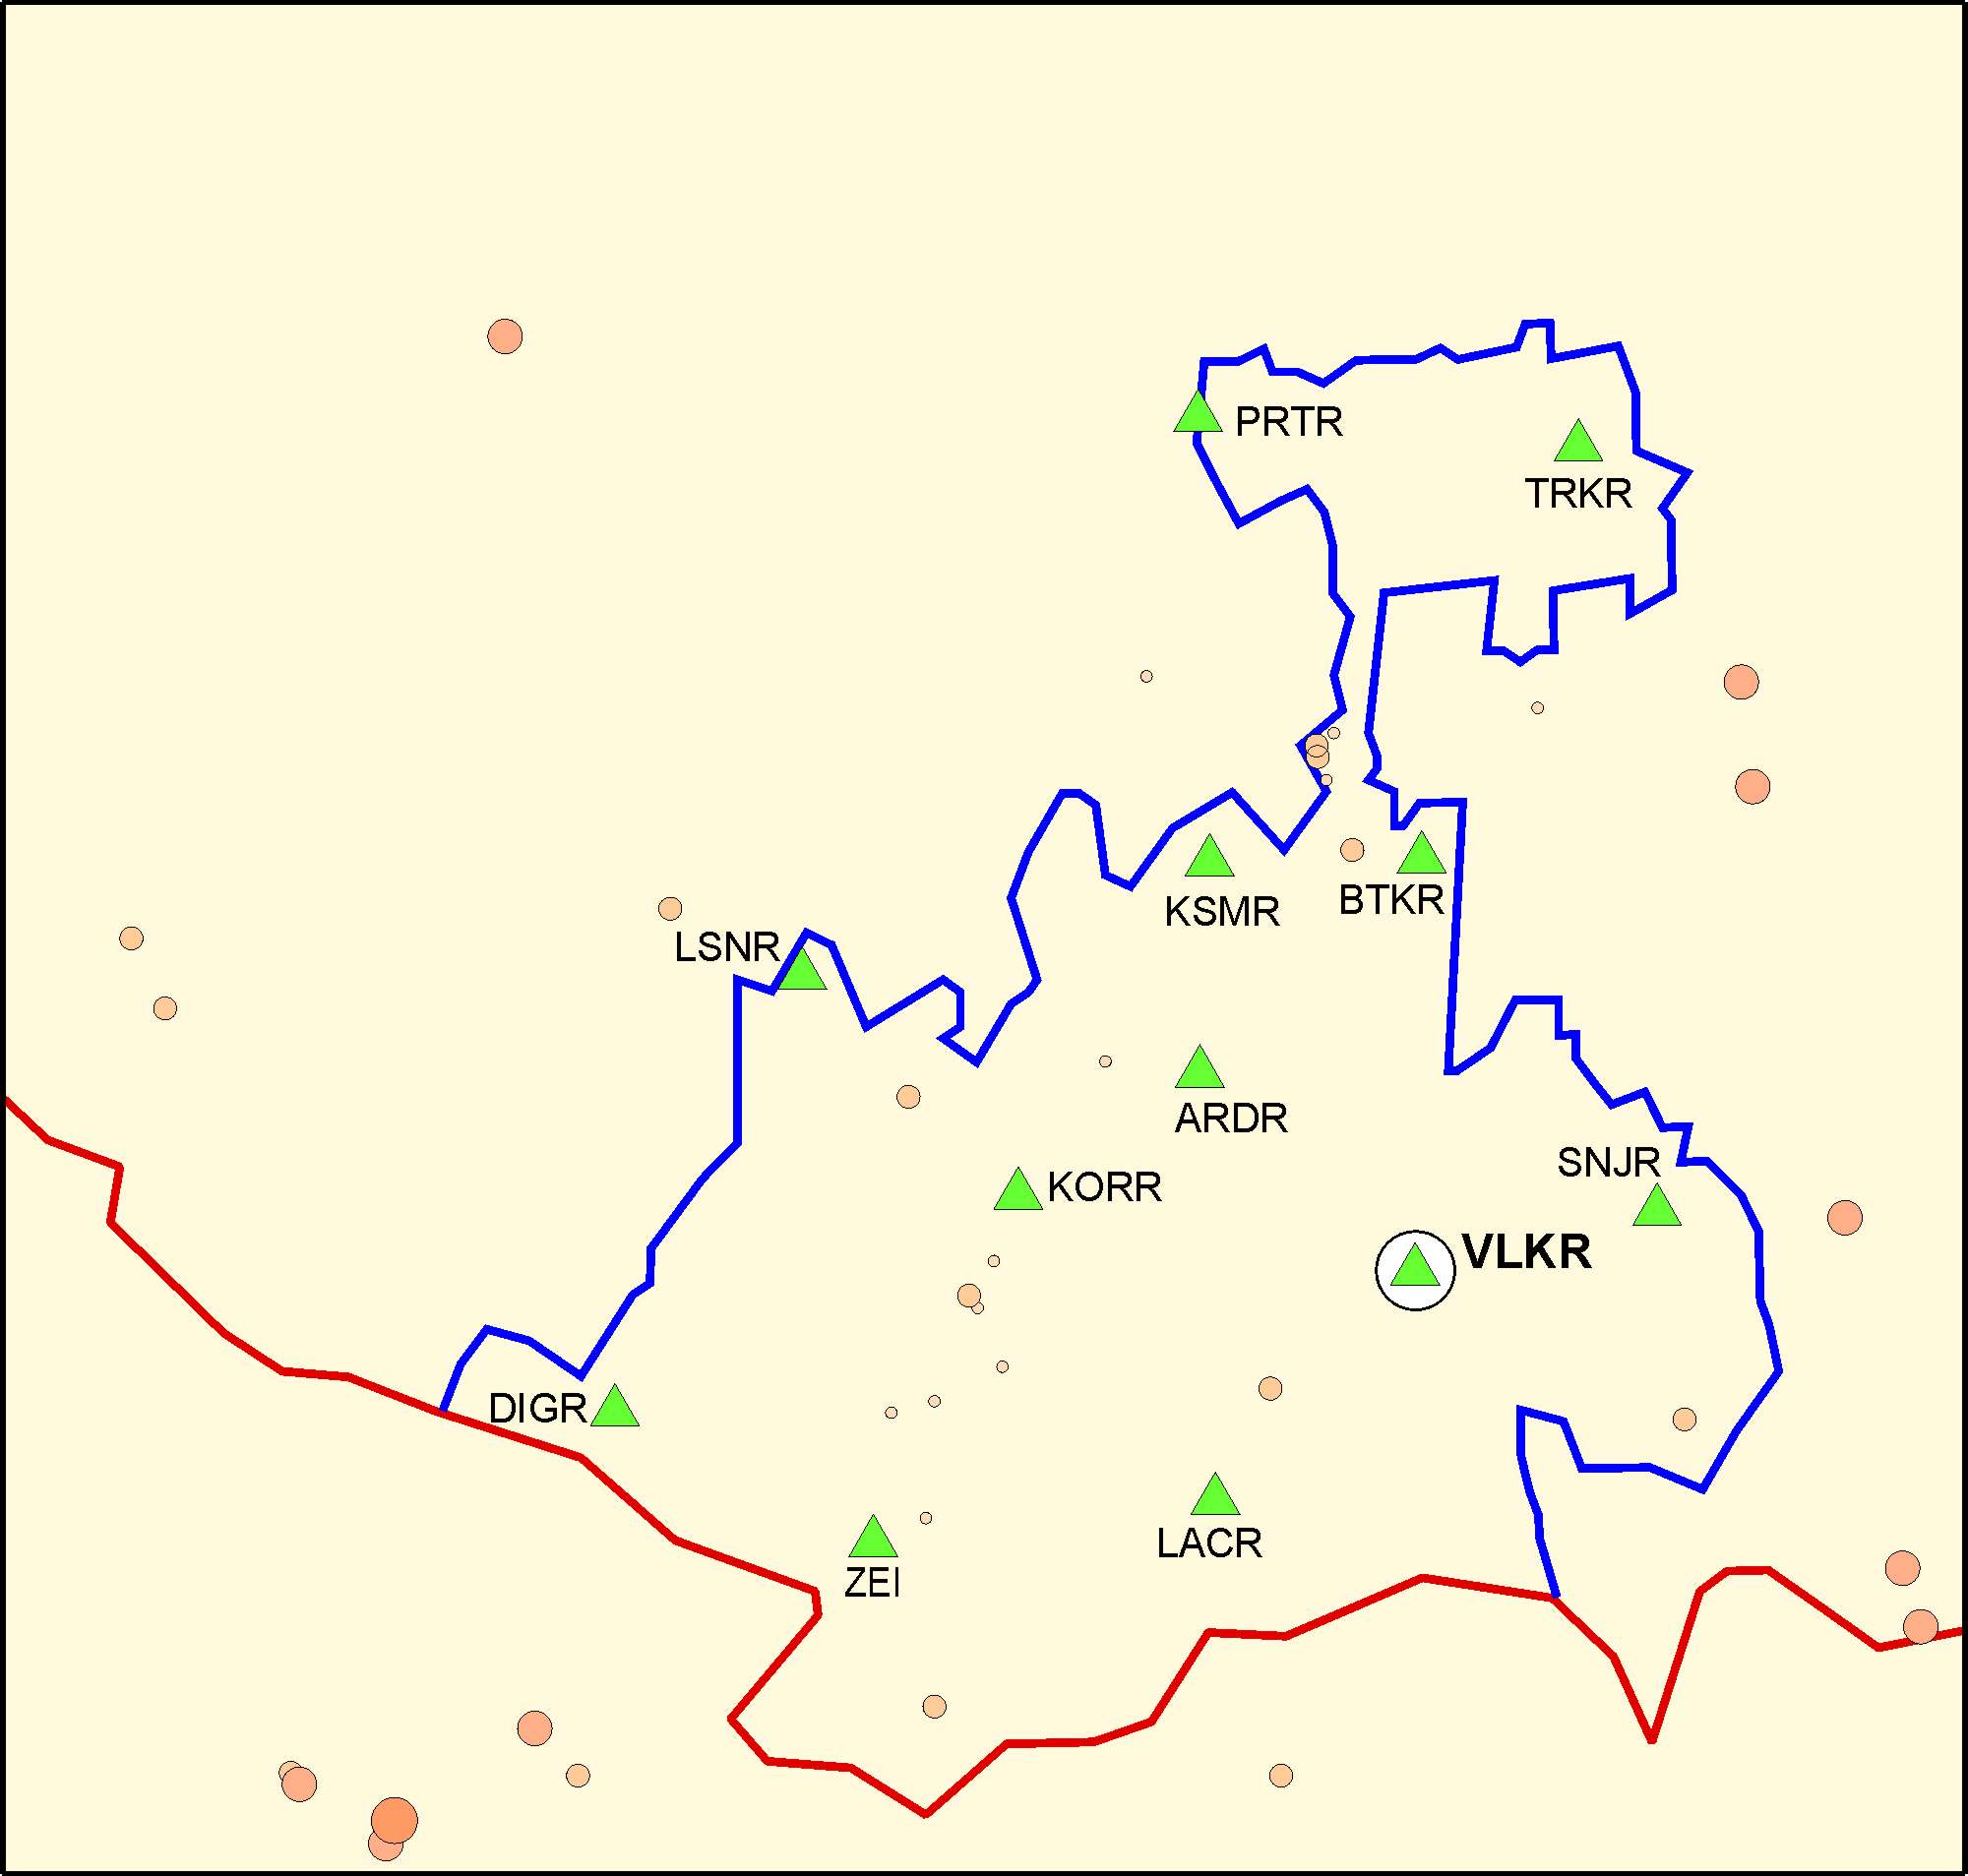 PRTR
TRKR
BTKR
KSMR
LSNR
ARDR
SNJR
KORR
VLKR
DIGR
LACR
ZEI